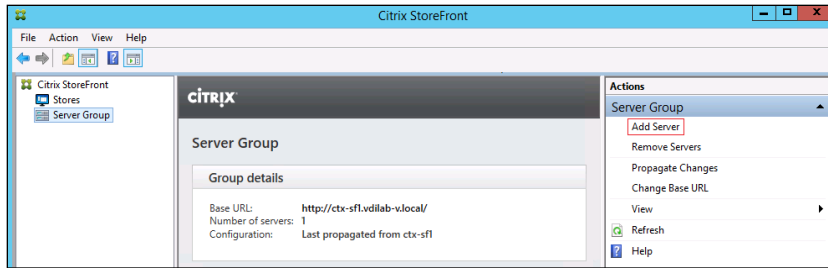 Citrix StoreFront
File Action View Help
Citrix StoreFront
Stores
Server Group
CİTRIX
Server Group
Group details
Base URL: http://ctx-sf1.vdilab-v.local/
Number of servers: 1
Configuration: Last propagated from ctx-sf1
Actions
Server Group
Add Server
Remove Servers
Propagate Changes
Change Base URL
View
Refresh
Help